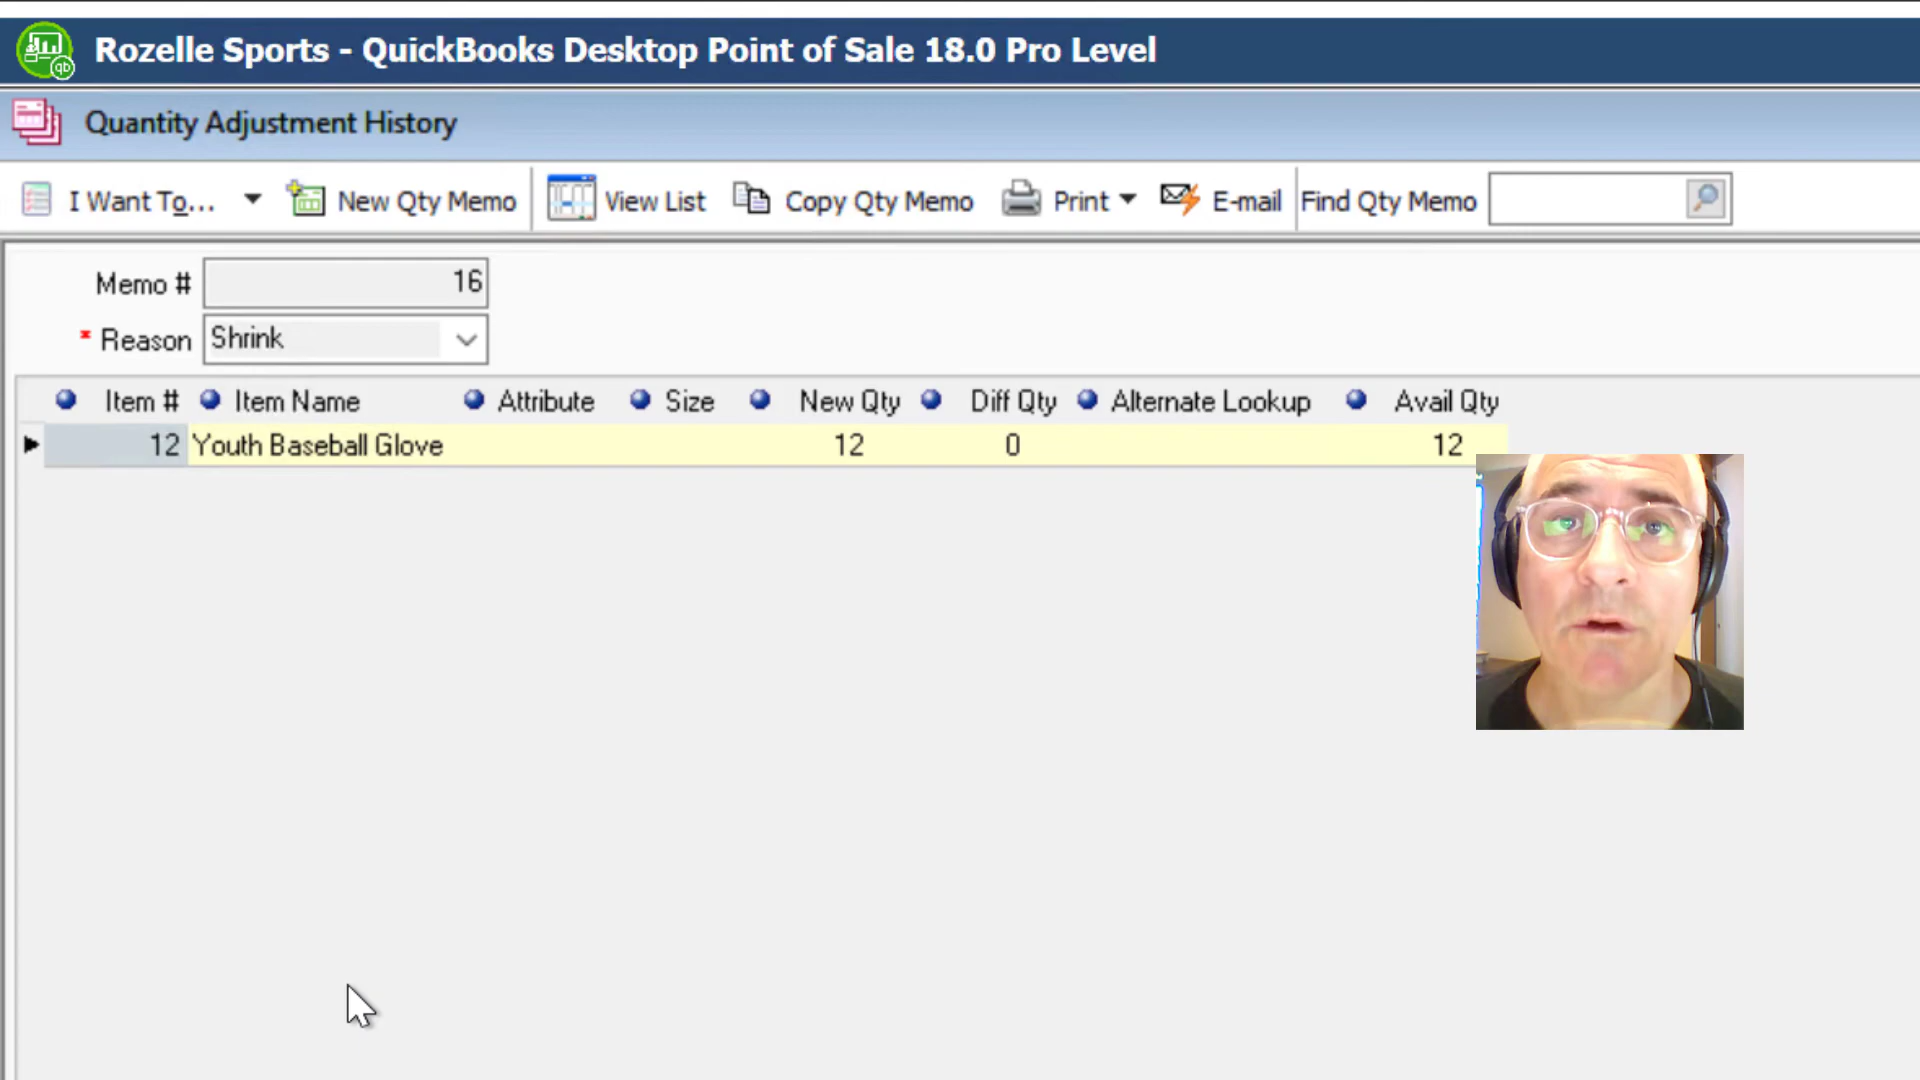 Rozelle Sports - QuickBooks Desktop Point of Sale 18.0 Pro Level
Quantity Adjustment History
I Want To... New Qty Memo View List Copy Qty Memo Print E-mail Find Qty Memo
Memo # 16
* Reason Shrink
Item # Item Name Attribute Size New Qty Diff Qty Alternate Lookup Avail Qty
12 Youth Baseball Glove 12 0 12